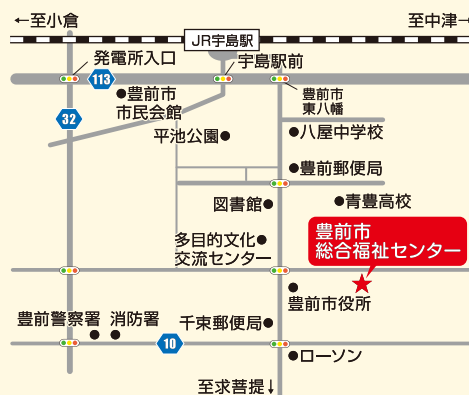 ←至小倉
至中津→
JR宇島駅
発電所入口
宇島駅前
113
豊前市
市民会館
豊前市
東八幡
32
平池公園
八屋中学校
豊前郵便局
図書館
青豊高校
豊前市
総合福祉センター
多目的文化
交流センター
豊前市役所
豊前警察署
消防署
千束郵便局
10
ローソン
至求菩提↓